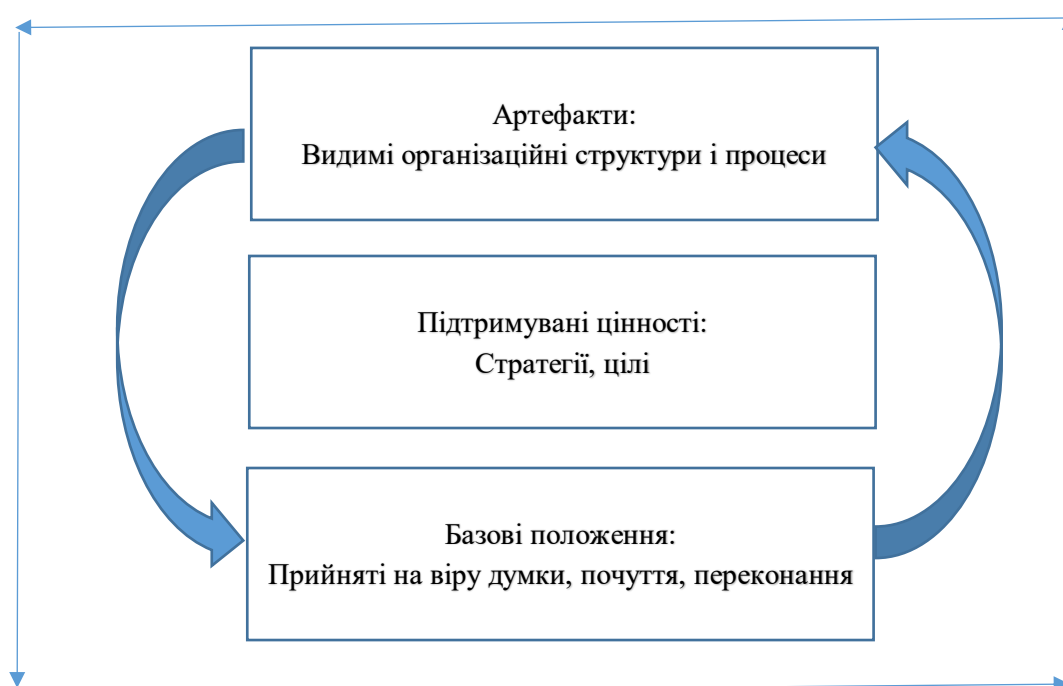 Артефакти:
Видимі організаційні структури і процеси
Підтримувані цінності:
Стратегії, цілі
Базові положення:
Прийняті на віру думки, почуття, переконання